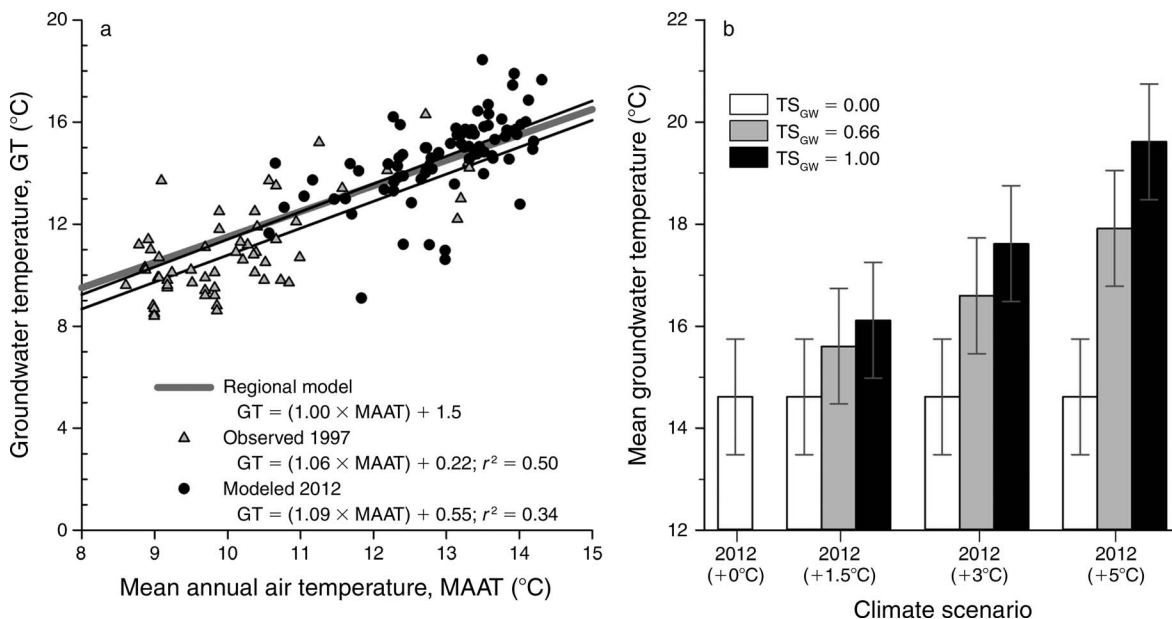 a
Groundwater temperature, GT (°C)
20
16
12
8
4
0
Regional model
GT = (1.00 × MAAT) + 1.5
Observed 1997
GT = (1.06 × MAAT) + 0.22; r² = 0.50
Modeled 2012
GT = (1.09 × MAAT) + 0.55; r² = 0.34
8 9 10 11 12 13 14 15
Mean annual air temperature, MAAT (°C)
b
Mean groundwater temperature (°C)
22
20
18
16
14
12
TS_GW = 0.00
TS_GW = 0.66
TS_GW = 1.00
2012 2012 2012 2012
(+0°C) (+1.5°C) (+3°C) (+5°C)
Climate scenario